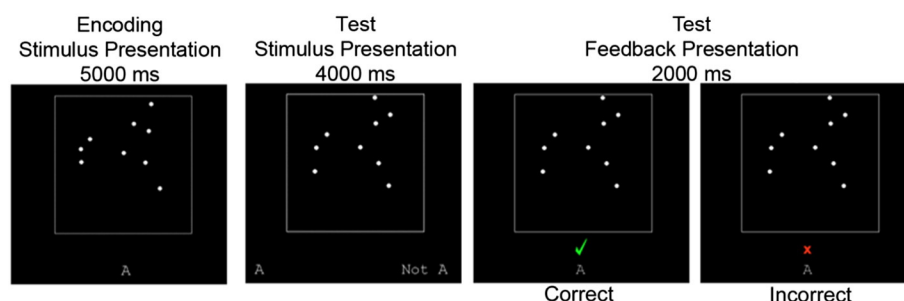 Encoding
Stimulus Presentation
5000 ms
Test
Stimulus Presentation
4000 ms
Test
Feedback Presentation
2000 ms
A
A Not A
A
A
Correct
Incorrect